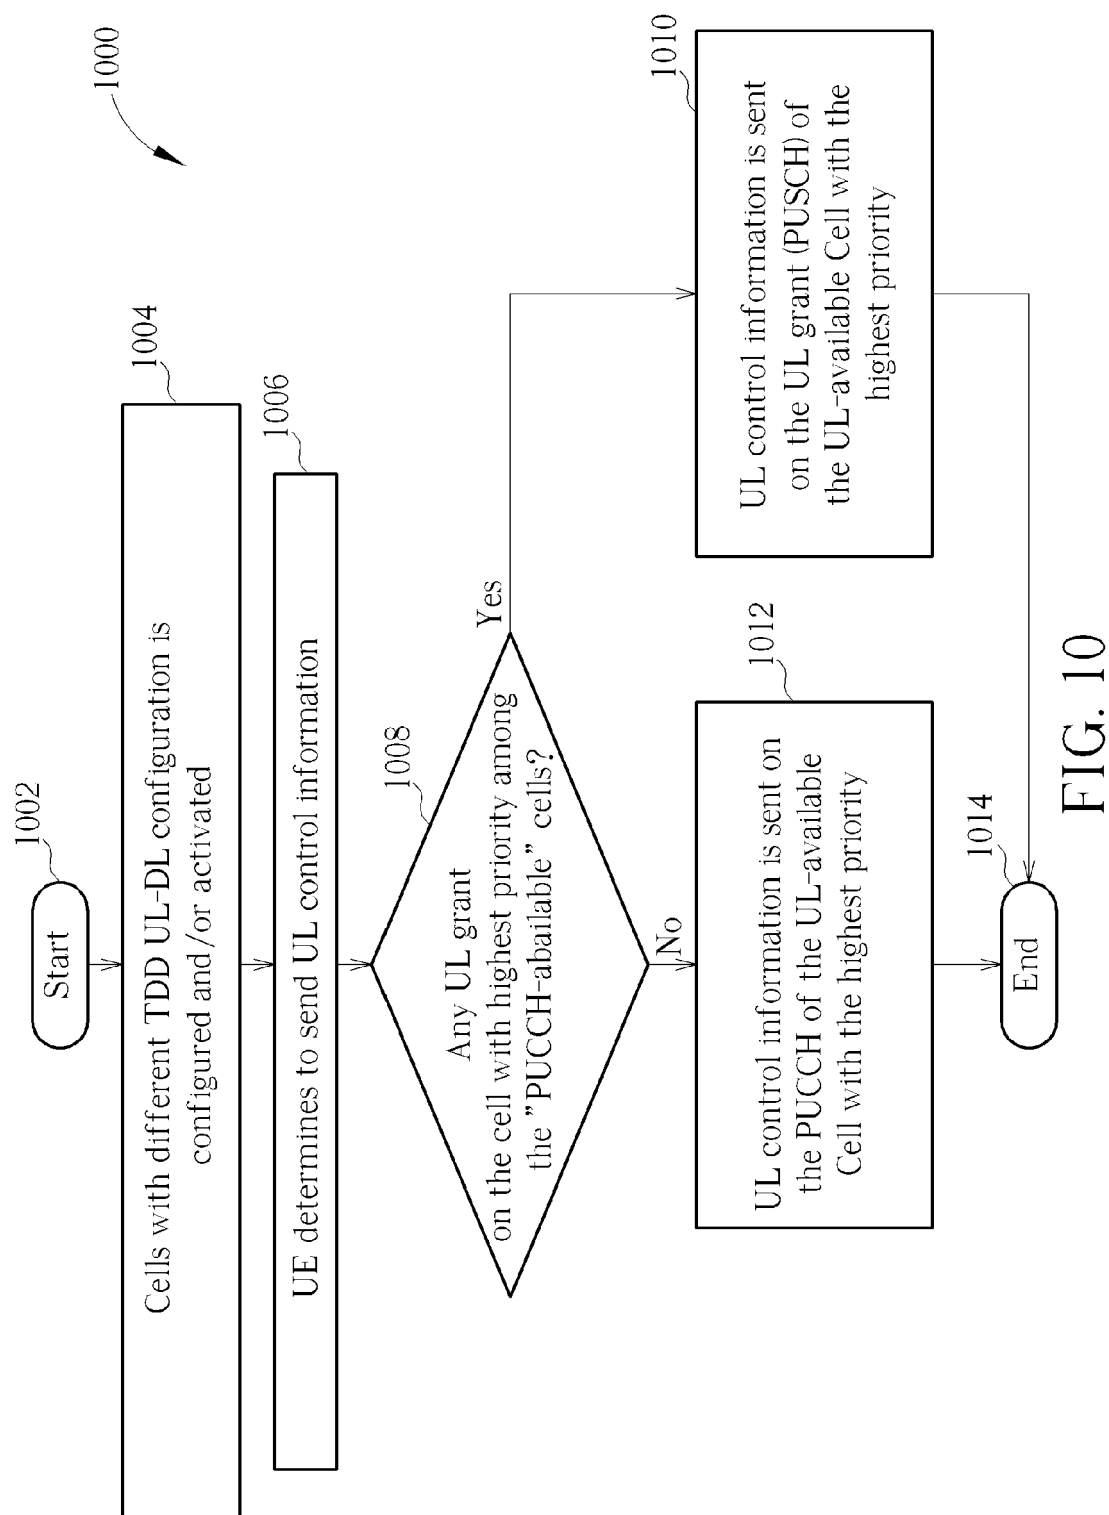 1000
1002
Start
1004
Cells with different TDD UL-DL configuration is
configured and/or activated
1006
UE determines to send UL control information
1008
Any UL grant
on the cell with highest priority among
the "PUCCH-abailable" cells?
Yes
No
1010
UL control information is sent
on the UL grant (PUSCH) of
the UL-available Cell with the
highest priority
1012
UL control information is sent on
the PUCCH of the UL-available
Cell with the highest priority
1014
End
FIG. 10